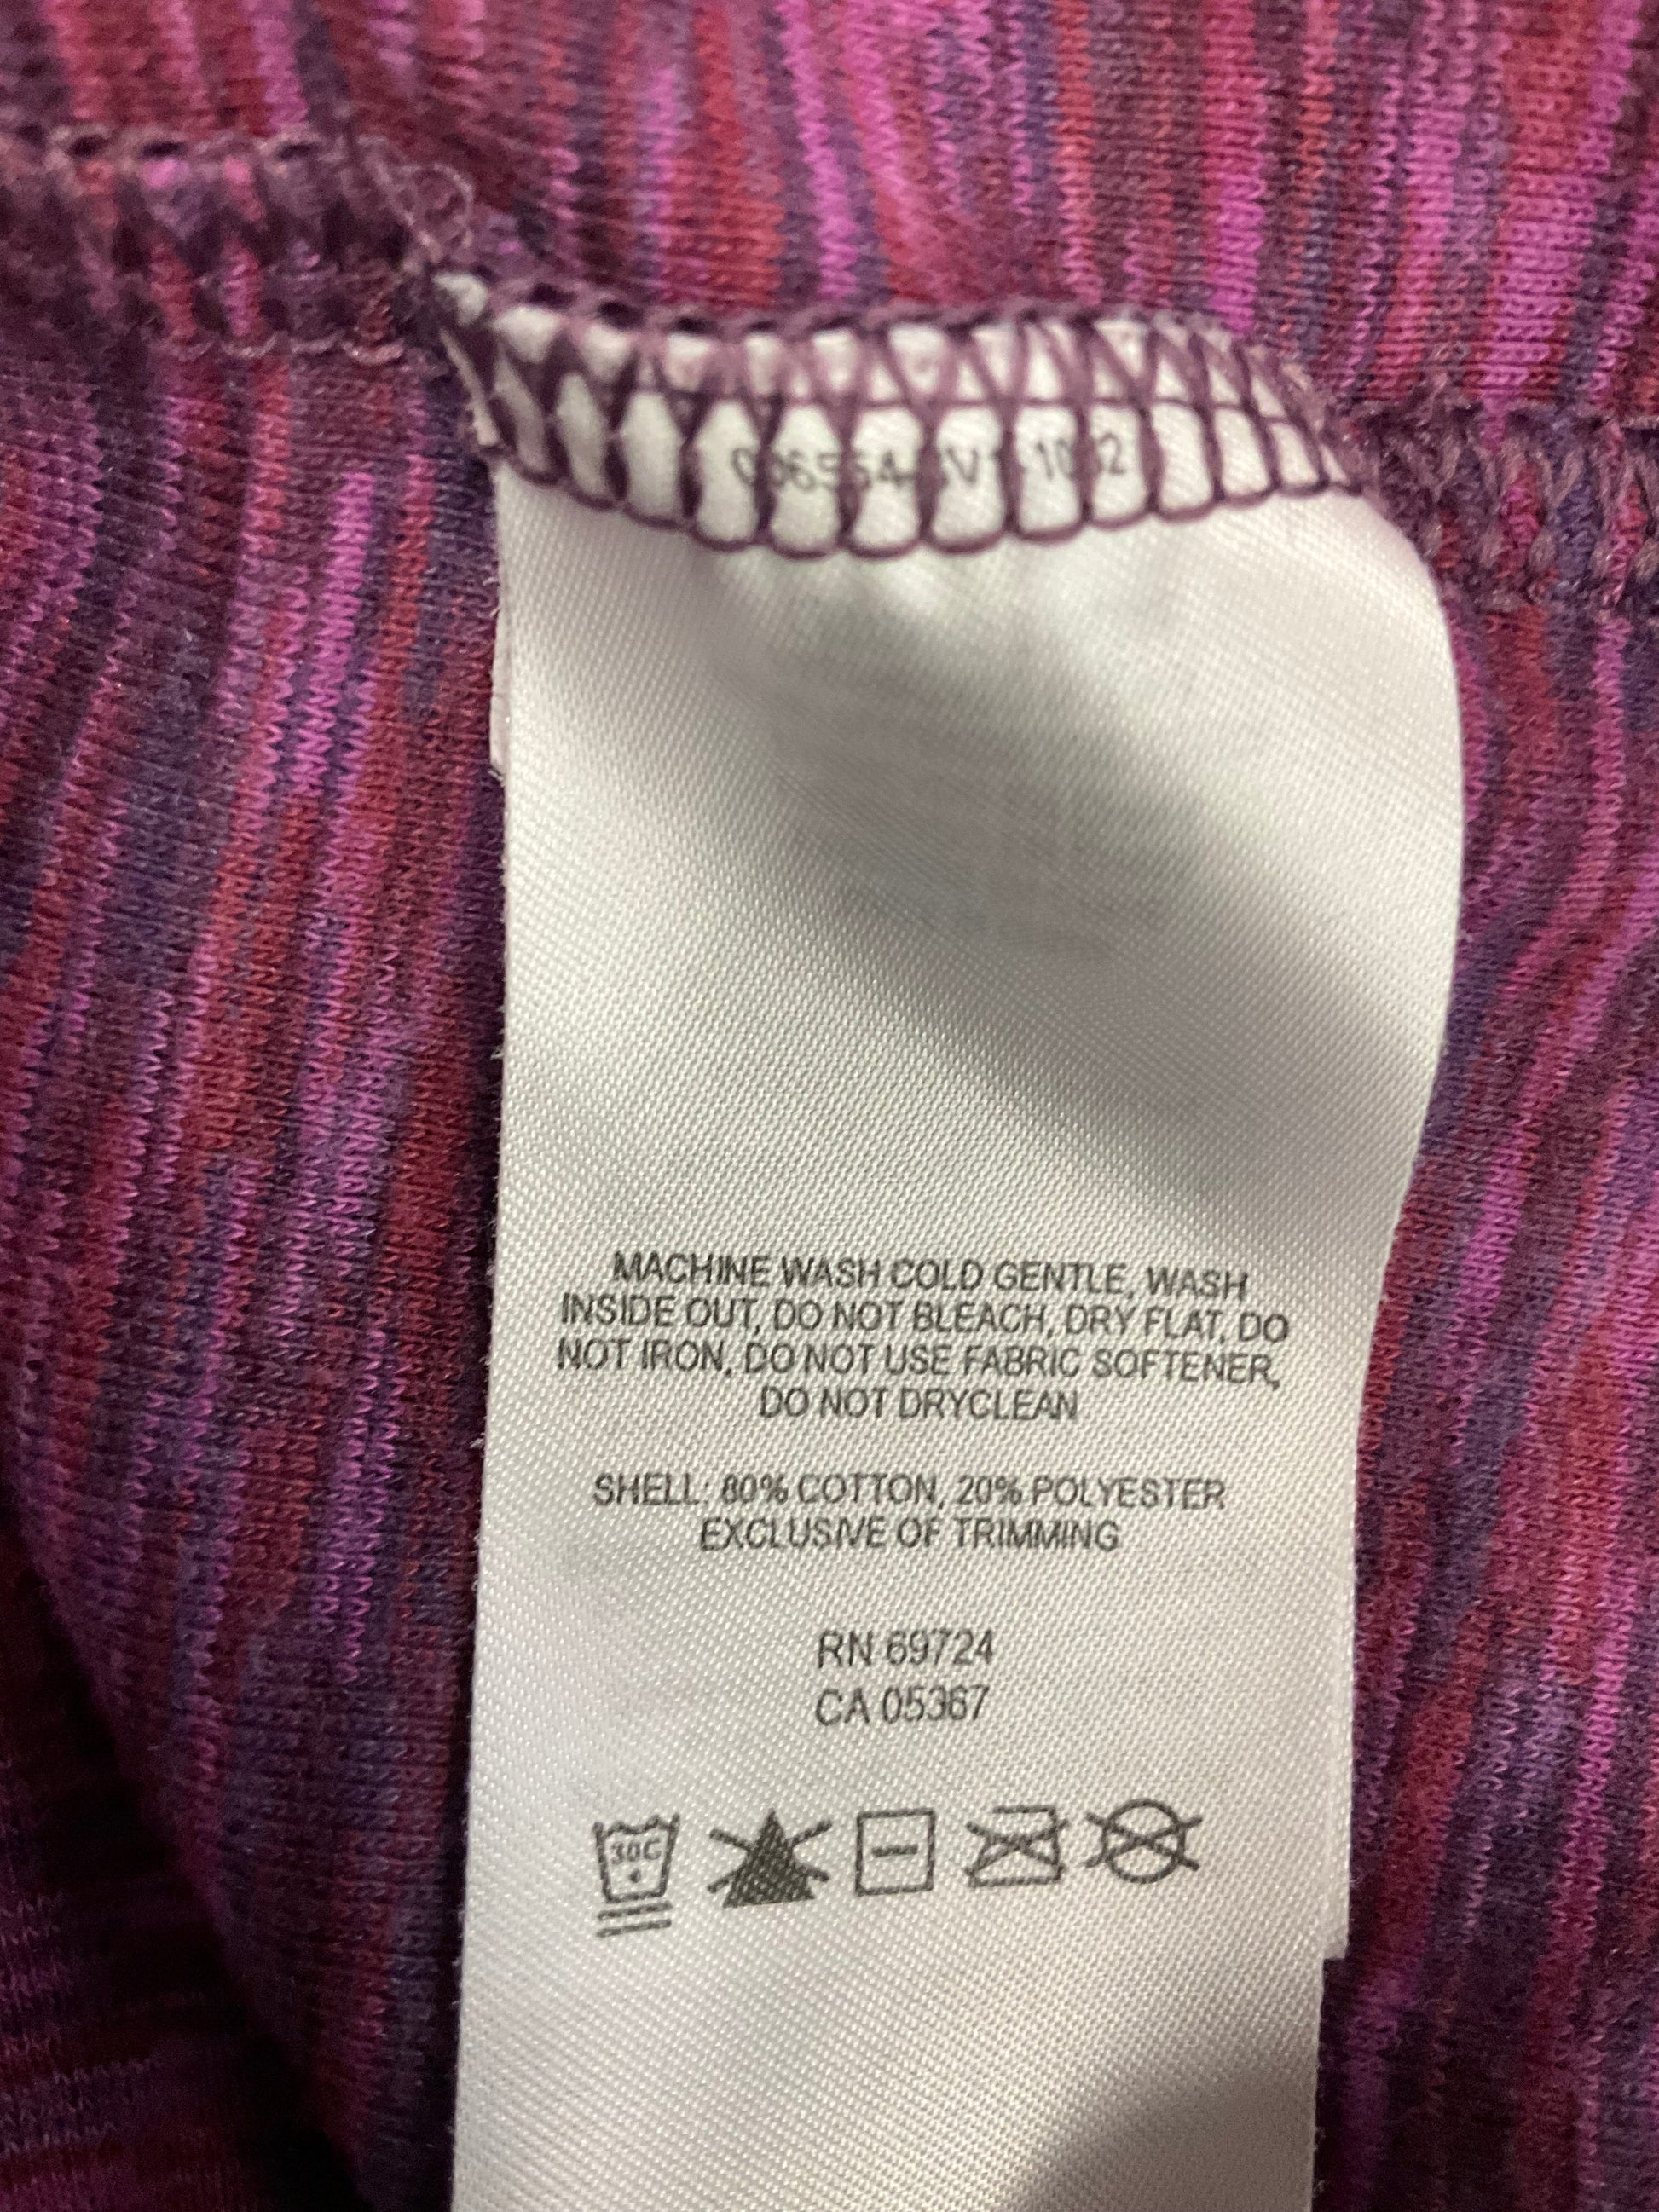 MACHINE WASH COLD GENTLE, WASH
INSIDE OUT, DO NOT BLEACH, DRY FLAT, DO
NOT IRON, DO NOT USE FABRIC SOFTENER,
DO NOT DRYCLEAN
SHELL: 80% COTTON, 20% POLYESTER
EXCLUSIVE OF TRIMMING
RN 69724
CA 05367
30C